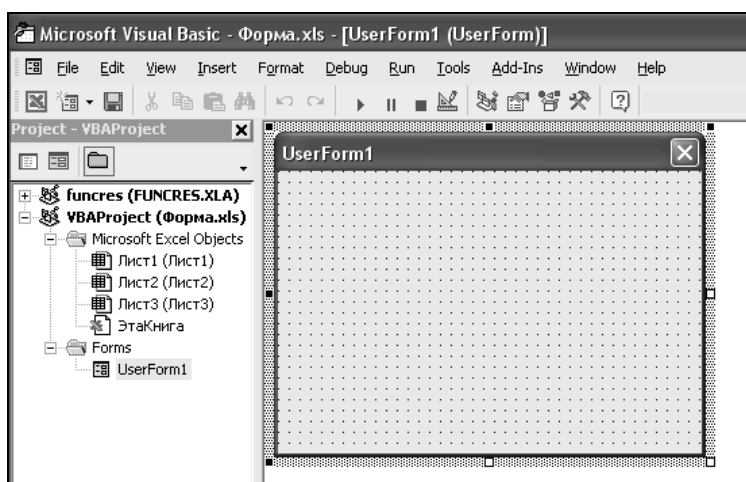 Microsoft Visual Basic - Форма.xls - [UserForm1 (UserForm)]
File Edit View Insert Format Debug Run Tools Add-Ins Window Help
Project - VBAProject
UserForm1
funcres (FUNCRES.XLA)
VBAProject (Форма.xls)
Microsoft Excel Objects
Лист1 (Лист1)
Лист2 (Лист2)
Лист3 (Лист3)
ЭтаКнига
Forms
UserForm1